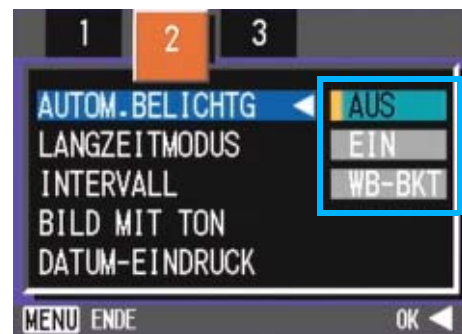 1 2 3
AUTOM.BELICHTG ◀ AUS
LANGZEITMODUS EIN
INTERVALL WB-BKT
BILD MIT TON
DATUM-EINDRUCK
MENU ENDE OK ◀